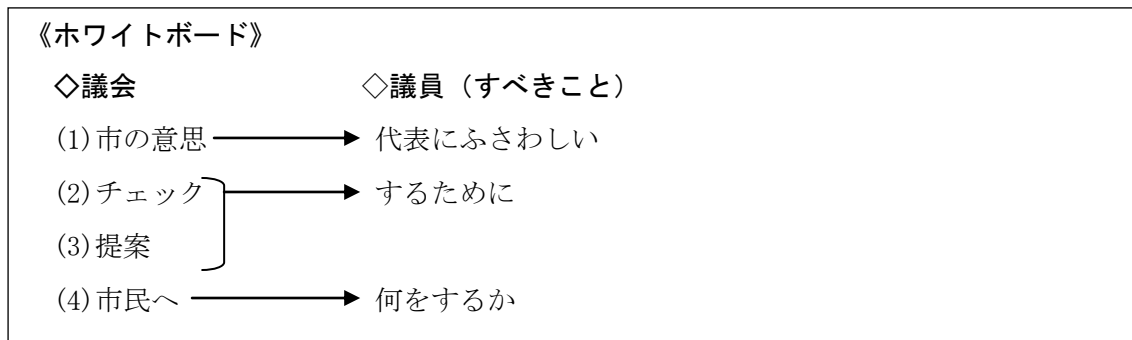 《ホワイトボード》
◇議会 ◇議員（すべきこと）
(1)市の意思 代表にふさわしい
(2)チェック するために
(3)提案
(4)市民へ 何をするか